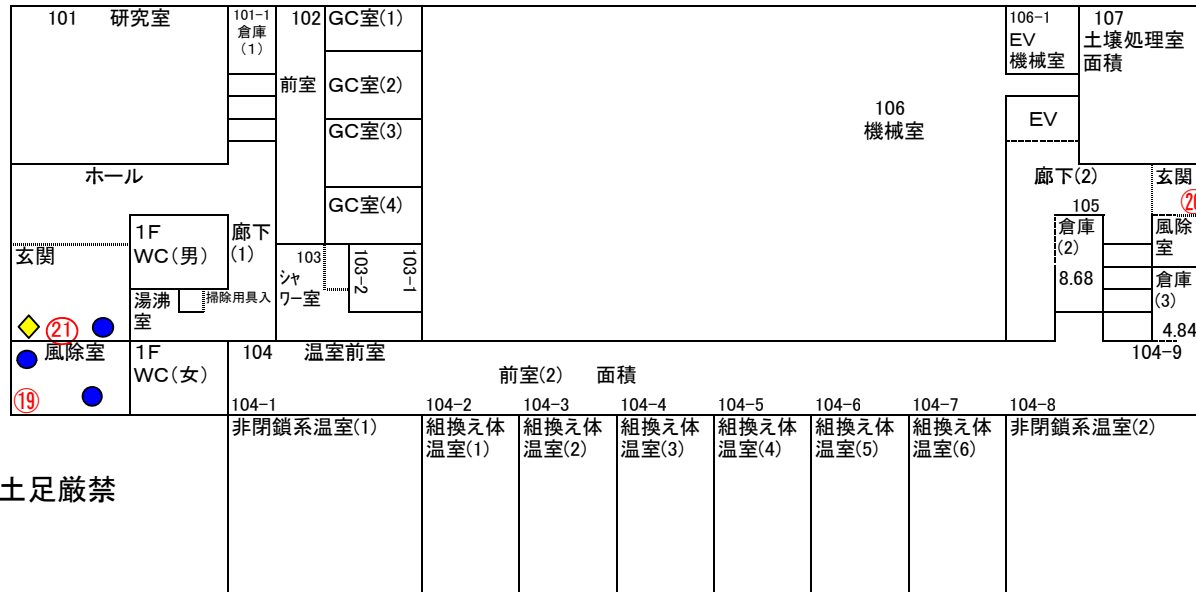 101 研究室
101-1
倉庫
(1)
102
GC室(1)
前室
GC室(2)
GC室(3)
GC室(4)
106
機械室
106-1
EV
機械室
107
土壌処理室
面積
EV
ホール
廊下(2)
玄関
⑳
玄関
1F
WC(男)
廊下
(1)
103
シャ
ワー室
103-2
103-1
105
倉庫
(2)
8.68
風除
室
倉庫
(3)
4.84
湯沸
室
掃除用具入
㉑
風除室
⑲
1F
WC(女)
104 温室前室
前室(2) 面積
104-9
104-1
非閉鎖系温室(1)
104-2
組換え体
温室(1)
104-3
組換え体
温室(2)
104-4
組換え体
温室(3)
104-5
組換え体
温室(4)
104-6
組換え体
温室(5)
104-7
組換え体
温室(6)
104-8
非閉鎖系温室(2)
土足厳禁